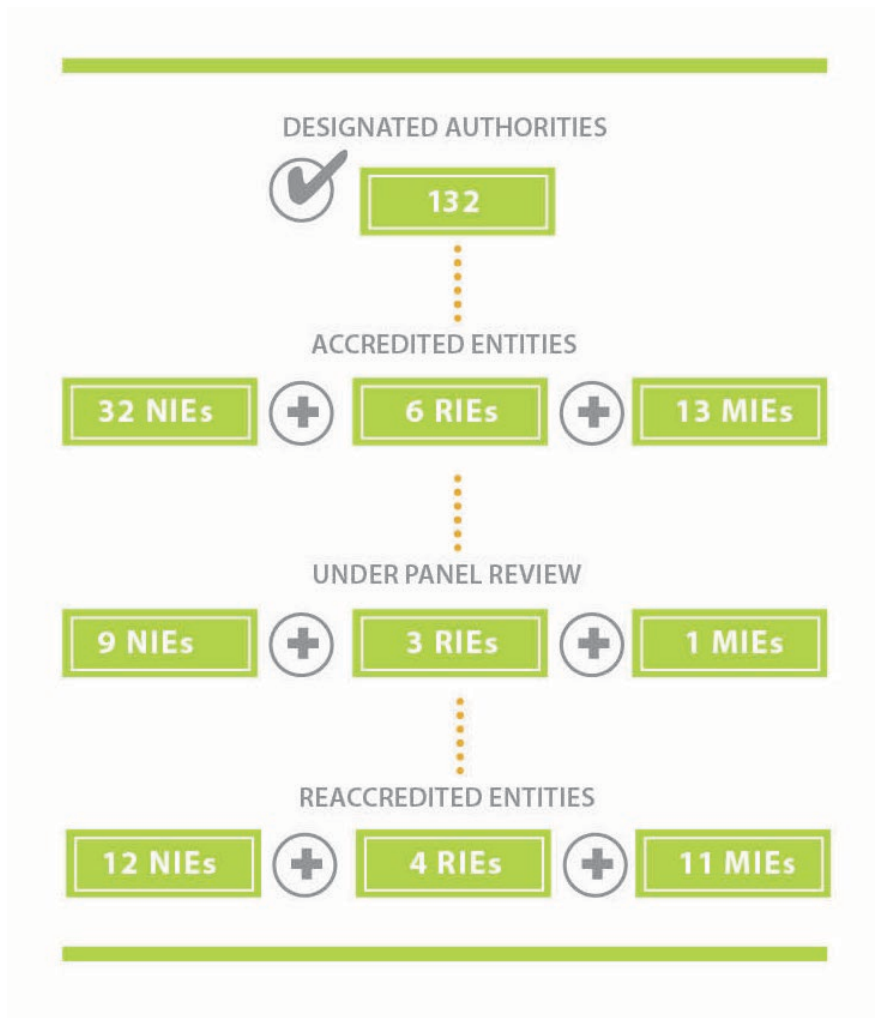 DESIGNATED AUTHORITIES
132
ACCREDITED ENTITIES
32 NIEs 6 RIEs 13 MIEs
UNDER PANEL REVIEW
9 NIEs 3 RIEs 1 MIEs
REACCREDITED ENTITIES
12 NIEs 4 RIEs 11 MIEs